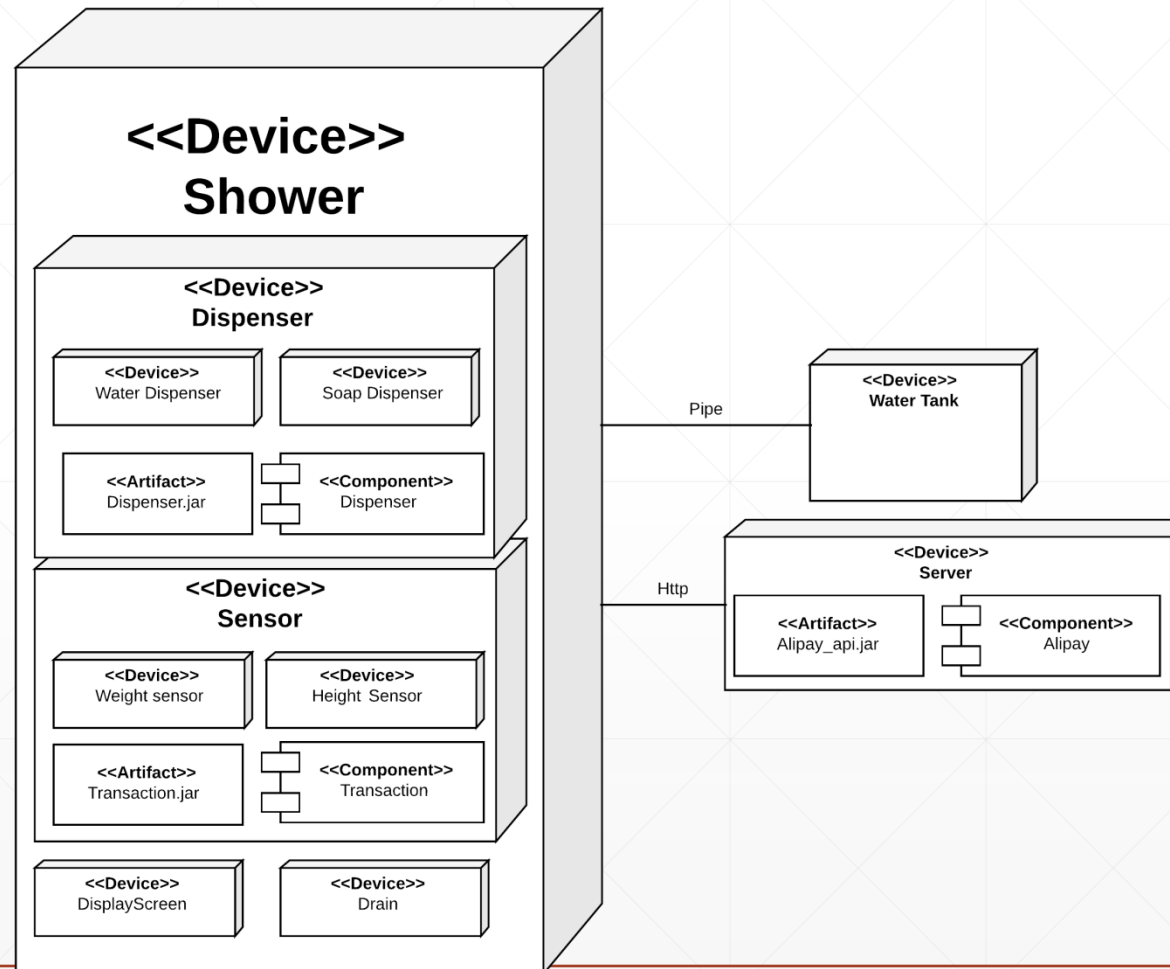 <<Device>>
Shower
<<Device>>
Dispenser
<<Device>>
Water Dispenser
<<Device>>
Soap Dispenser
<<Artifact>>
Dispenser.jar
<<Component>>
Dispenser
<<Device>>
Sensor
<<Device>>
Weight sensor
<<Device>>
Height Sensor
<<Artifact>>
Transaction.jar
<<Component>>
Transaction
<<Device>>
DisplayScreen
<<Device>>
Drain
Pipe
<<Device>>
Water Tank
Http
<<Device>>
Server
<<Artifact>>
Alipay_api.jar
<<Component>>
Alipay